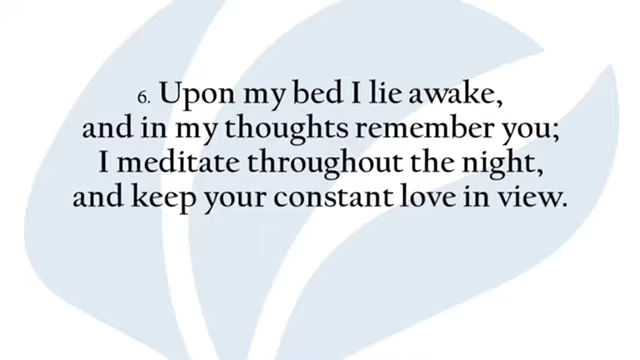 6. Upon my bed I lie awake,
and in my thoughts remember you;
I meditate throughout the night,
and keep your constant love in view.